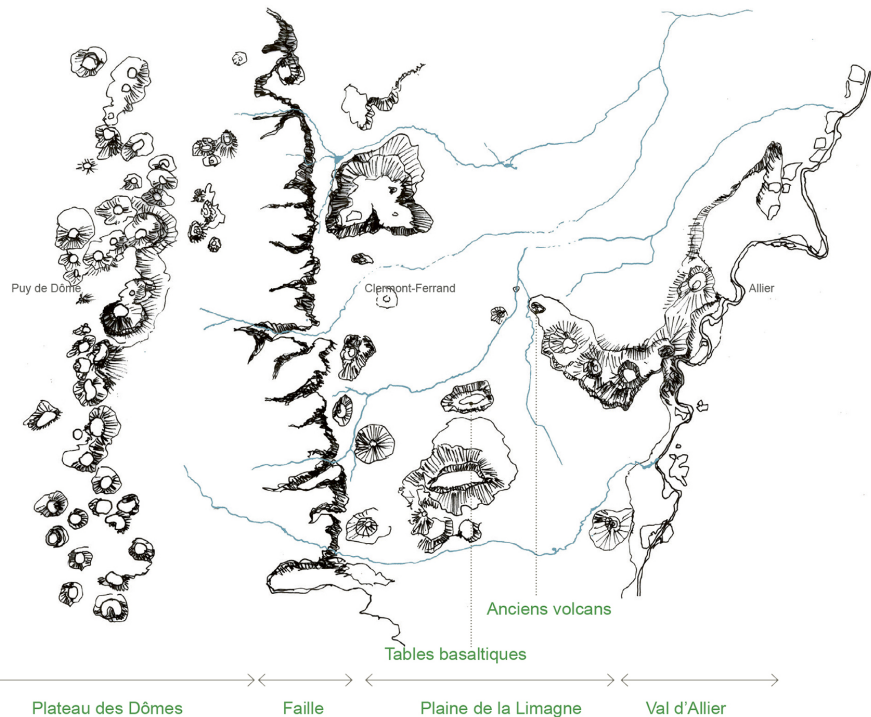 Puy de Dôme
Clermont-Ferrand
Allier
Anciens volcans
Tables basaltiques
Plateau des Dômes
Faille
Plaine de la Limagne
Val d'Allier